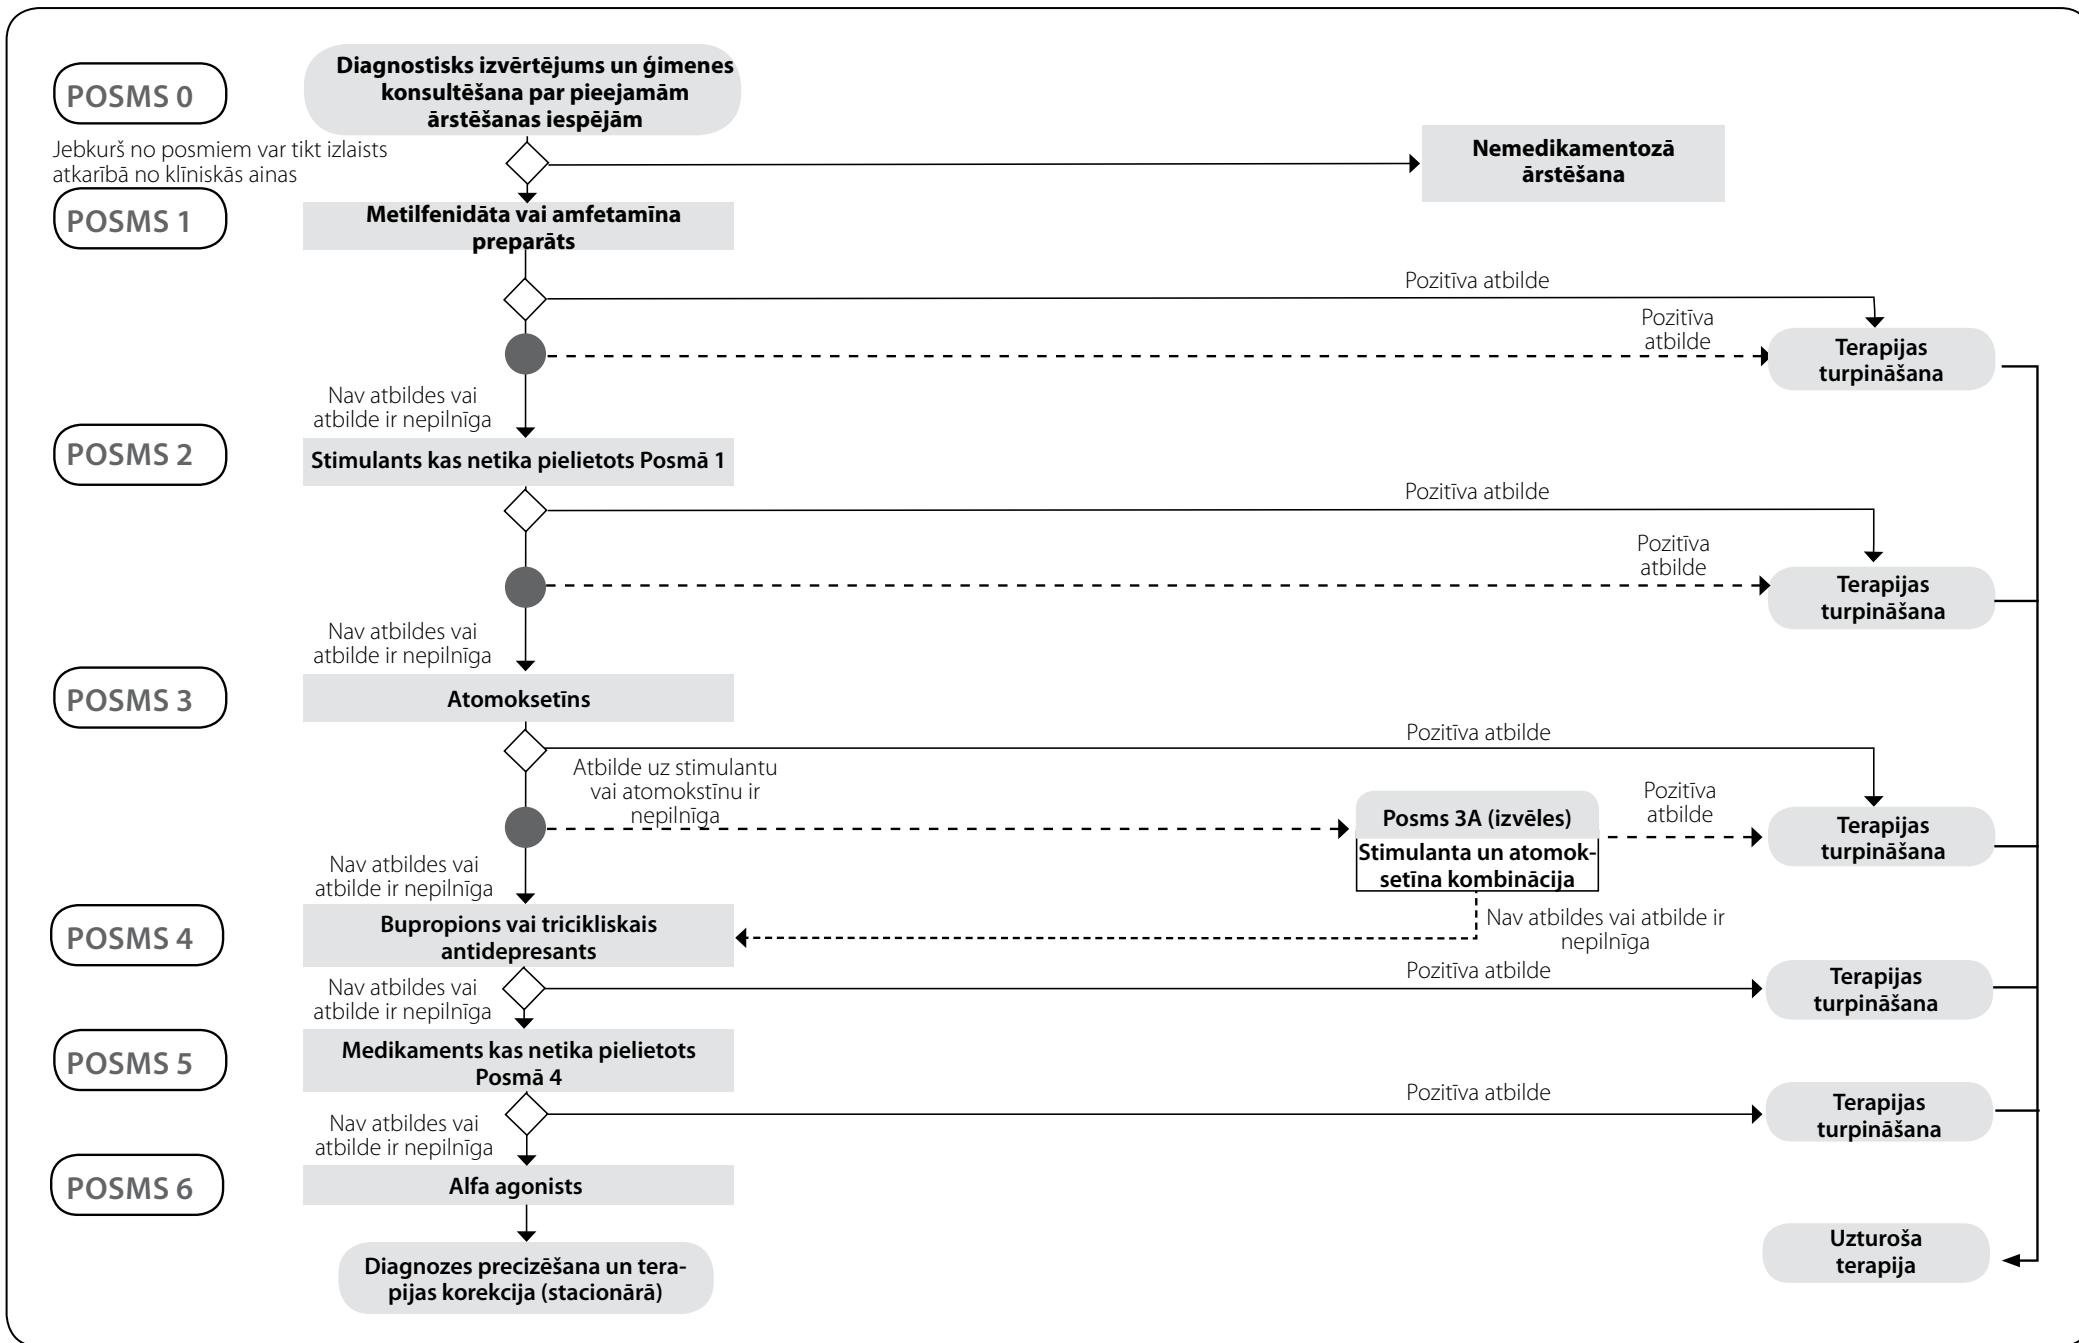 POSMS 0
Diagnostisks izvērtējums un ģimenes
konsultēšana par pieejamām
ārstēšanas iespējām
Jebkurš no posmiem var tikt izlaists
atkarībā no klīniskās ainas
Nemedikamentozā
ārstēšana
POSMS 1
Metilfenidāta vai amfetamīna
preparāts
Pozitīva atbilde
Pozitīva
atbilde
Terapijas
turpināšana
Nav atbildes vai
atbilde ir nepilnīga
POSMS 2
Stimulants kas netika pielietots Posmā 1
Pozitīva atbilde
Pozitīva
atbilde
Terapijas
turpināšana
Nav atbildes vai
atbilde ir nepilnīga
POSMS 3
Atomoksetīns
Pozitīva atbilde
Atbilde uz stimulantu
vai atomokstīnu ir
nepilnīga
Posms 3A (izvēles)
Stimulanta un atomok-
setīna kombinācija
Pozitīva
atbilde
Terapijas
turpināšana
Nav atbildes vai
atbilde ir nepilnīga
POSMS 4
Bupropions vai tricikliskais
antidepresants
Nav atbildes vai atbilde ir
nepilnīga
Pozitīva atbilde
Terapijas
turpināšana
Nav atbildes vai
atbilde ir nepilnīga
POSMS 5
Medikaments kas netika pielietots
Posmā 4
Pozitīva atbilde
Terapijas
turpināšana
Nav atbildes vai
atbilde ir nepilnīga
POSMS 6
Alfa agonists
Diagnozes precizēšana un tera-
pijas korekcija (stacionārā)
Uzturoša
terapija